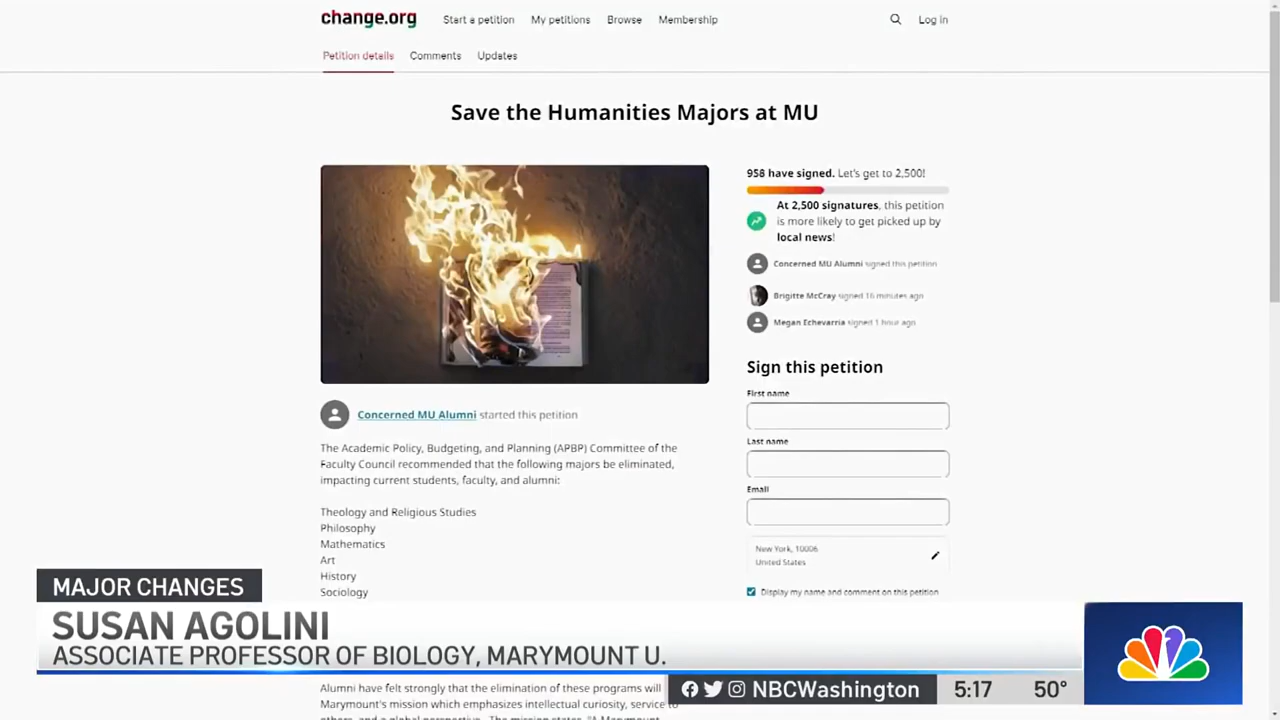 change.org Start a petition My petitions Browse Membership Log in
Petition details Comments Updates
Save the Humanities Majors at MU
958 have signed. Let's get to 2,500!
At 2,500 signatures, this petition
is more likely to get picked up by
local news!
Concerned MU Alumni signed this petition
Brigitte McCray signed 16 minutes ago
Megan Echevarria signed 1 hour ago
Sign this petition
First name
Last name
Email
New York, 10006
United States
Display my name and comment on this petition
Concerned MU Alumni started this petition
The Academic Policy, Budgeting, and Planning (APBP) Committee of the
Faculty Council recommended that the following majors be eliminated,
impacting current students, faculty, and alumni:
Theology and Religious Studies
Philosophy
Mathematics
Art
History
Sociology
MAJOR CHANGES
SUSAN AGOLINI
ASSOCIATE PROFESSOR OF BIOLOGY, MARYMOUNT U.
Alumni have felt strongly that the elimination of these programs will
NBCWashington 5:17 50°
Marymount's mission which emphasizes intellectual curiosity, service to